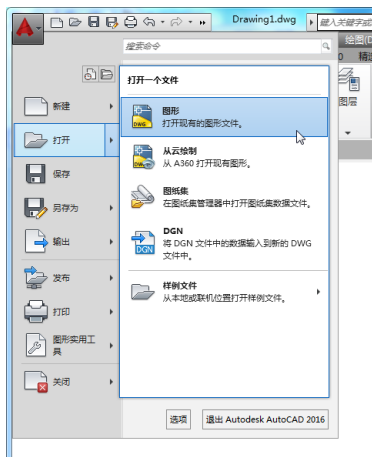 Drawing1.dwg
键入关键字或
搜索命令
绘图(D
打开一个文件
精
图层
新建
打开
保存
另存为
输出
发布
打印
图形实用工
具
关闭
图形
打开现有的图形文件。
DWG
从云绘制
从 A360 打开现有图形。
DWG
图纸集
在图纸集管理器中打开图纸集数据文件。
DGN
将 DGN 文件中的数据输入到新的 DWG
文件中。
DGN
样例文件
从本地或联机位置打开样例文件。
选项
退出 Autodesk AutoCAD 2016